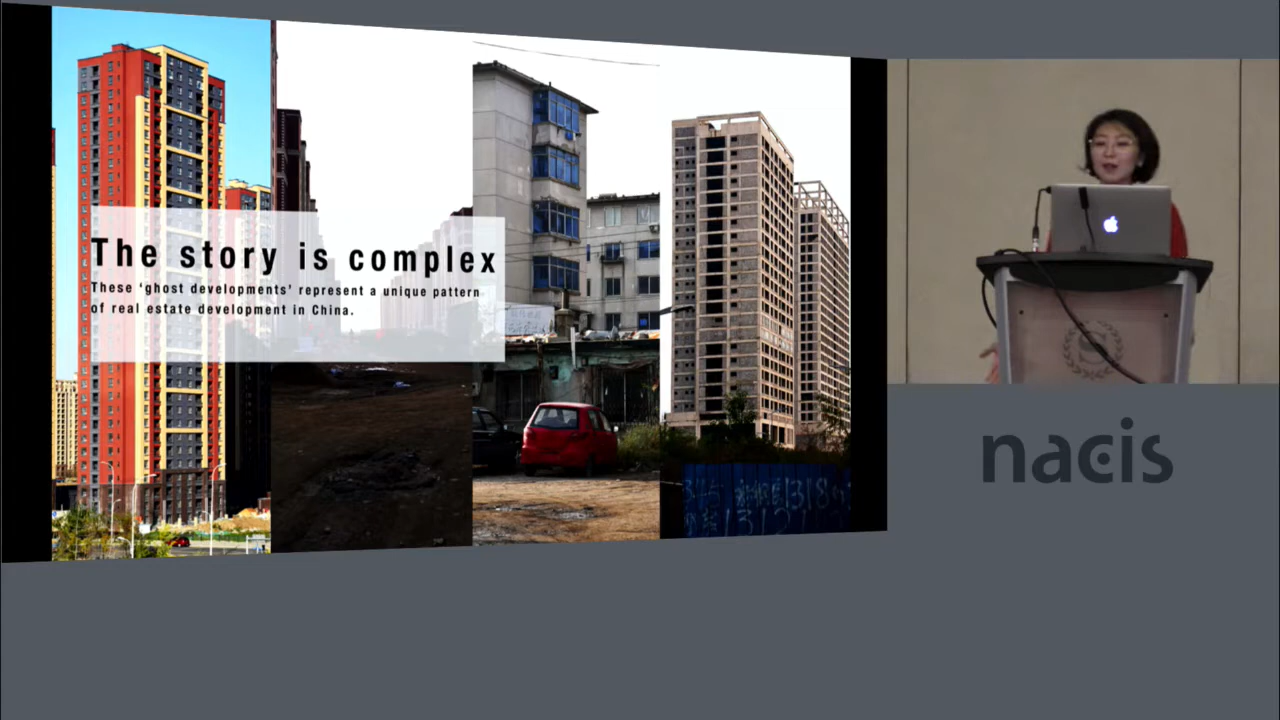 The story is complex
These 'ghost developments' represent a unique pattern
of real estate development in China.
nacis